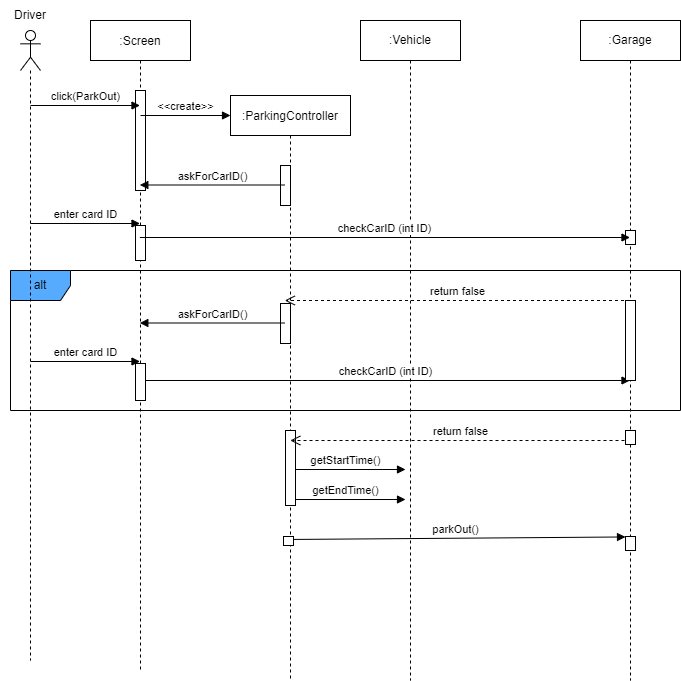 Driver
:Screen
:Vehicle
:Garage
click(ParkOut)
<<create>>
:ParkingController
askForCarID()
enter card ID
checkCarID (int ID)
alt
return false
askForCarID()
enter card ID
checkCarID (int ID)
return false
getStartTime()
getEndTime()
parkOut()